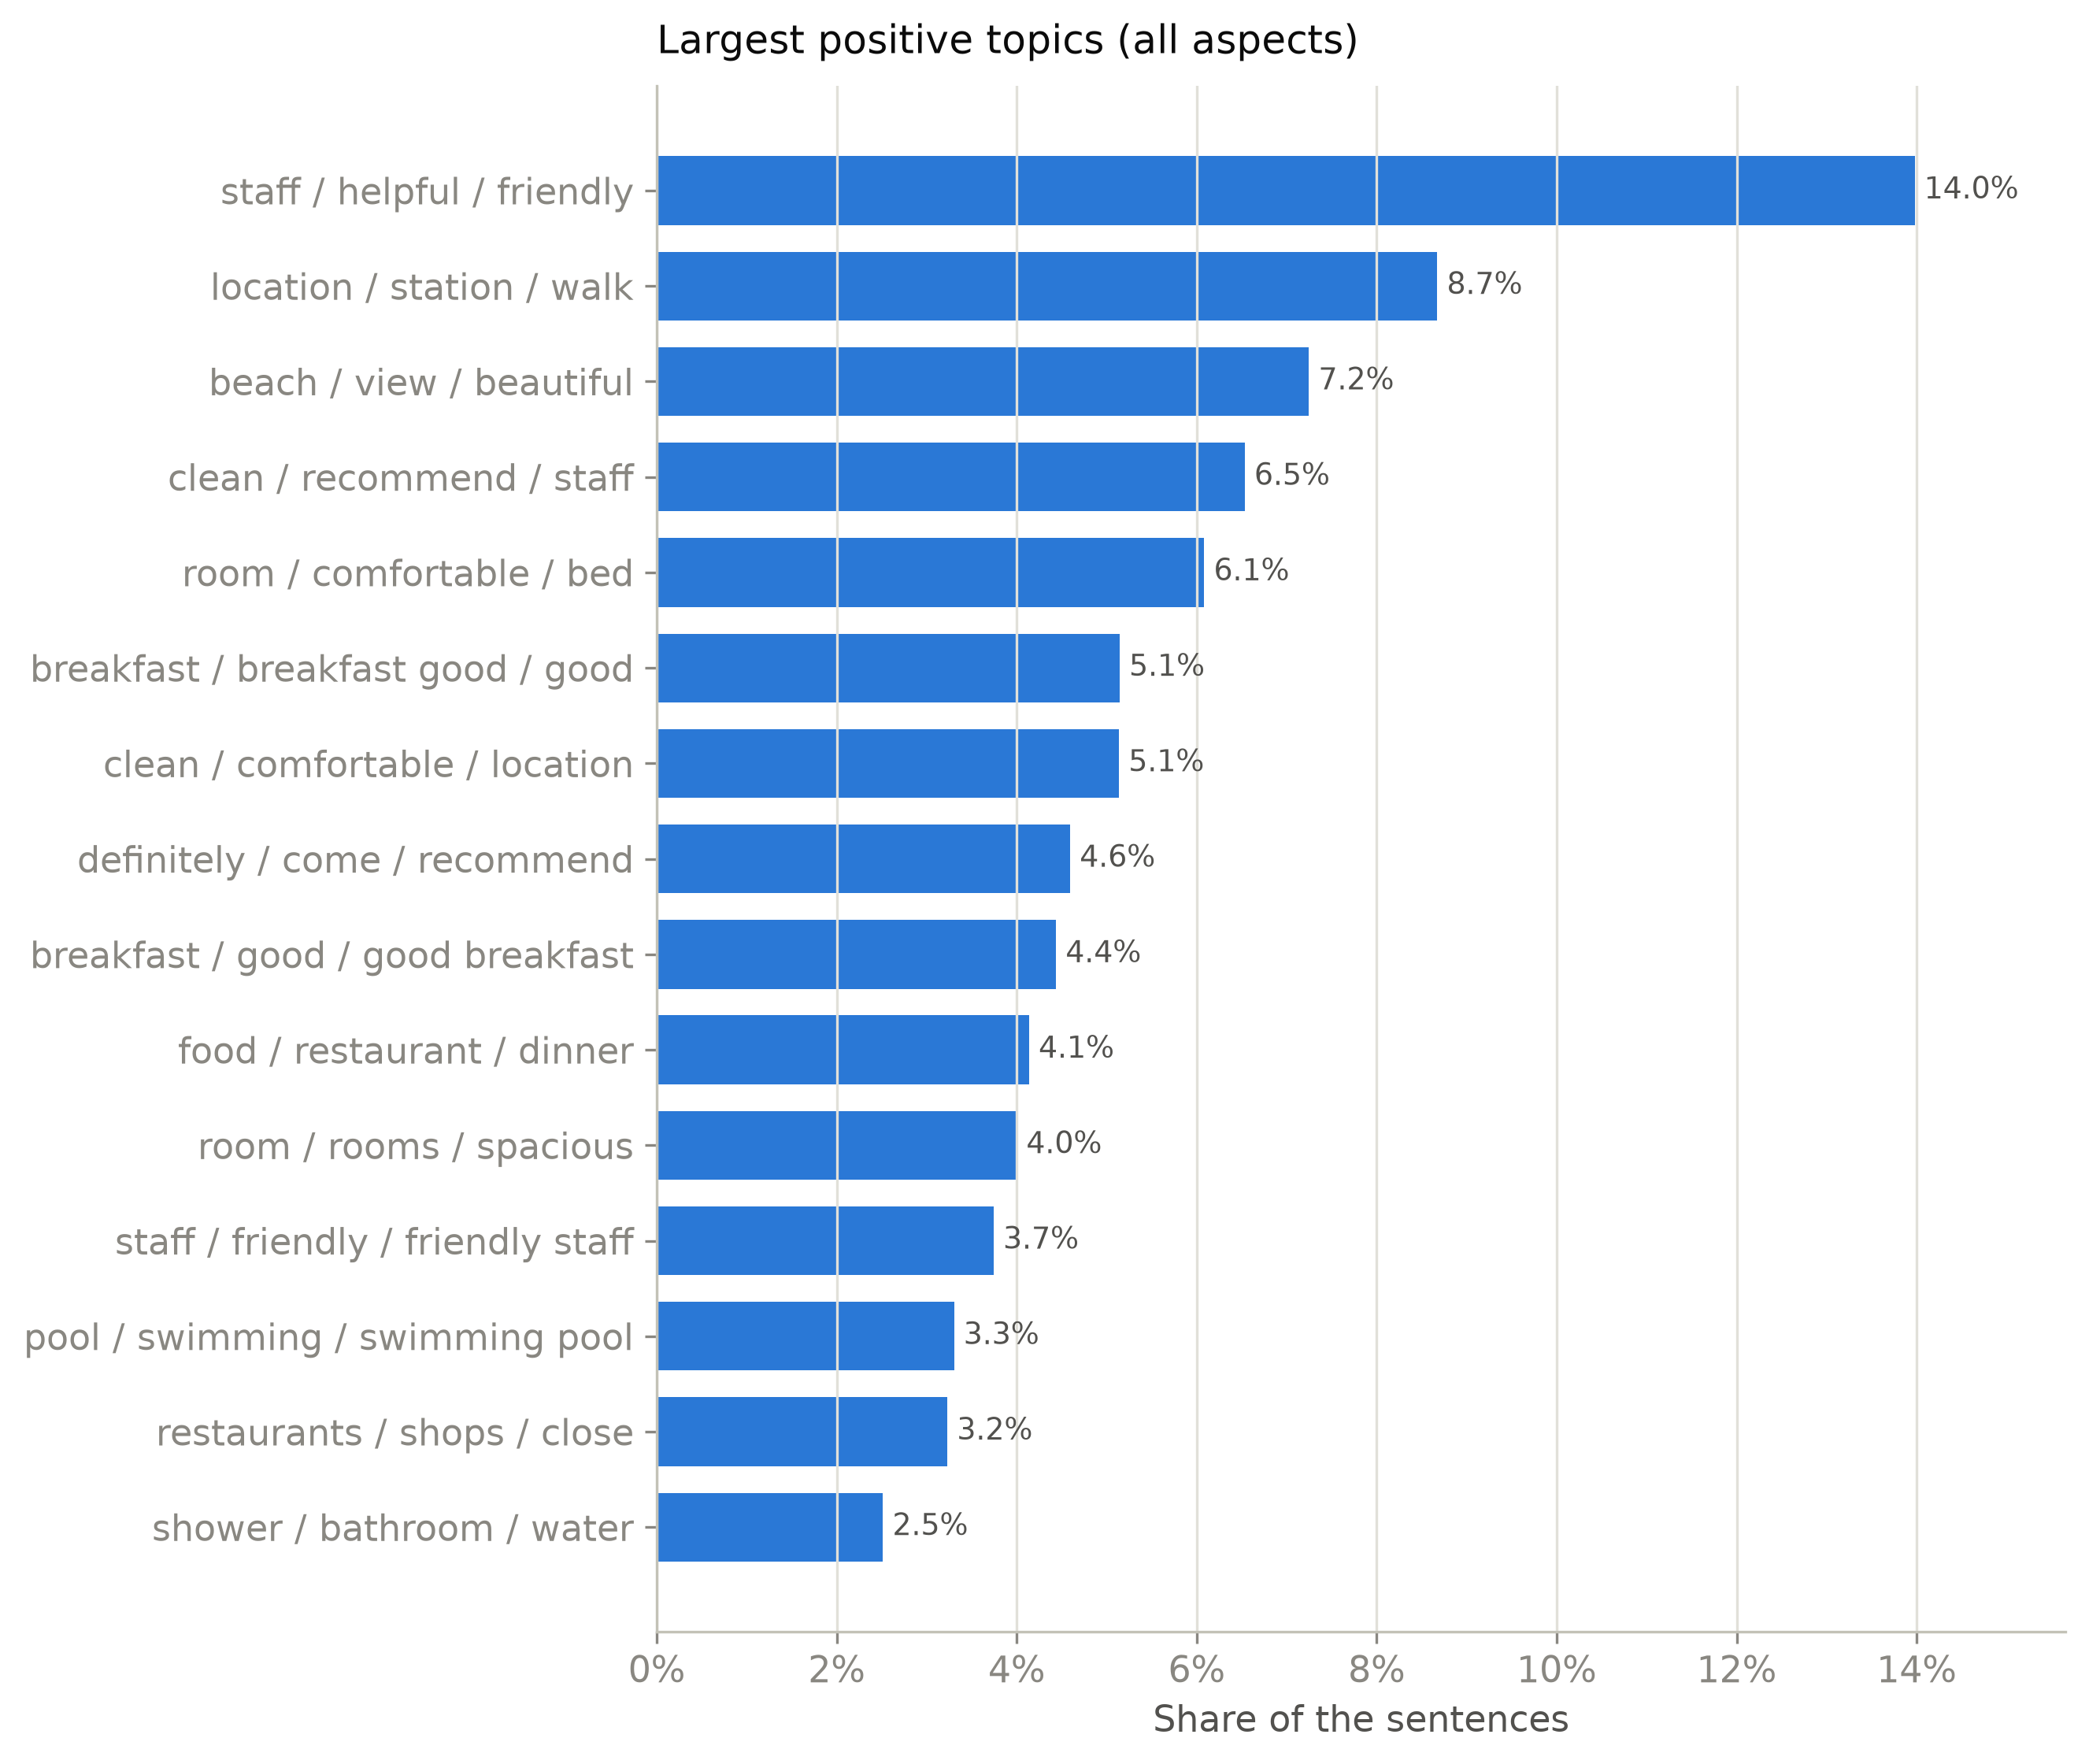 Largest positive topics (all aspects)
staff / helpful / friendly 14.0%
location / station / walk 8.7%
beach / view / beautiful 7.2%
clean / recommend / staff 6.5%
room / comfortable / bed 6.1%
breakfast / breakfast good / good 5.1%
clean / comfortable / location 5.1%
definitely / come / recommend 4.6%
breakfast / good / good breakfast 4.4%
food / restaurant / dinner 4.1%
room / rooms / spacious 4.0%
staff / friendly / friendly staff 3.7%
pool / swimming / swimming pool 3.3%
restaurants / shops / close 3.2%
shower / bathroom / water 2.5%
0% 2% 4% 6% 8% 10% 12% 14%
Share of the sentences